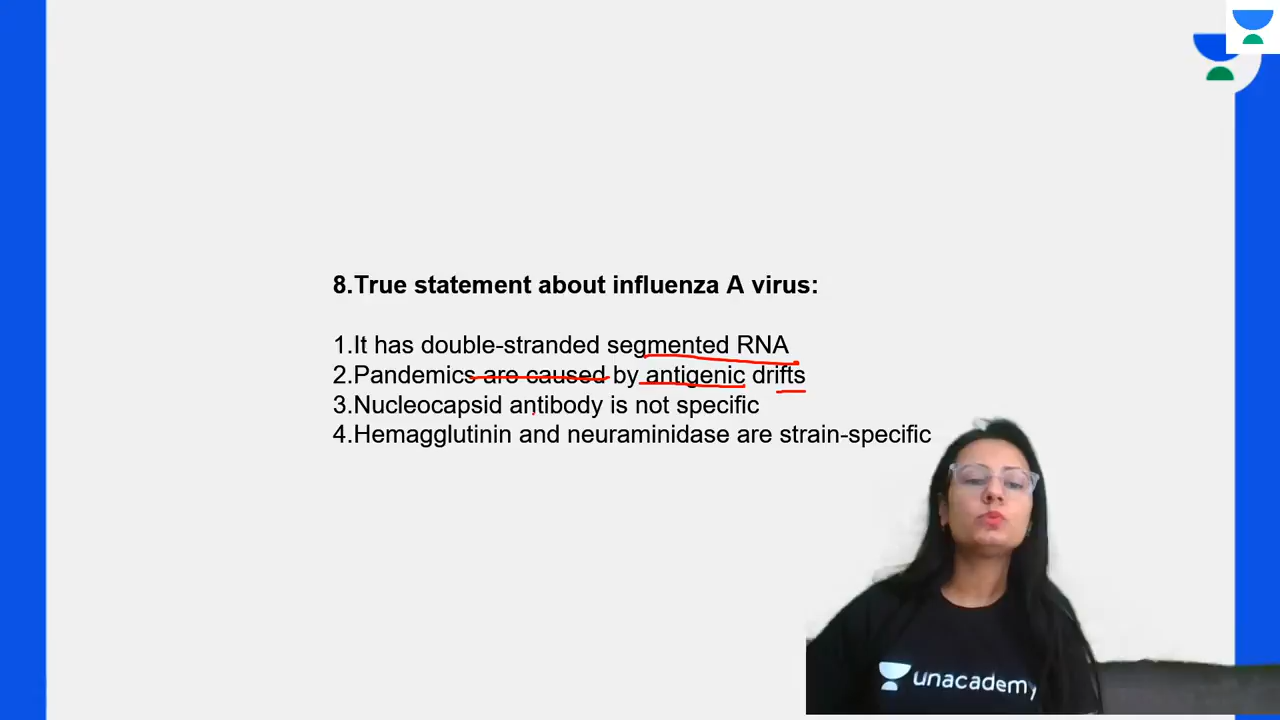 8.True statement about influenza A virus:
1.It has double-stranded segmented RNA
2.Pandemics are caused by antigenic drifts
3.Nucleocapsid antibody is not specific
4.Hemagglutinin and neuraminidase are strain-specific
unacademy